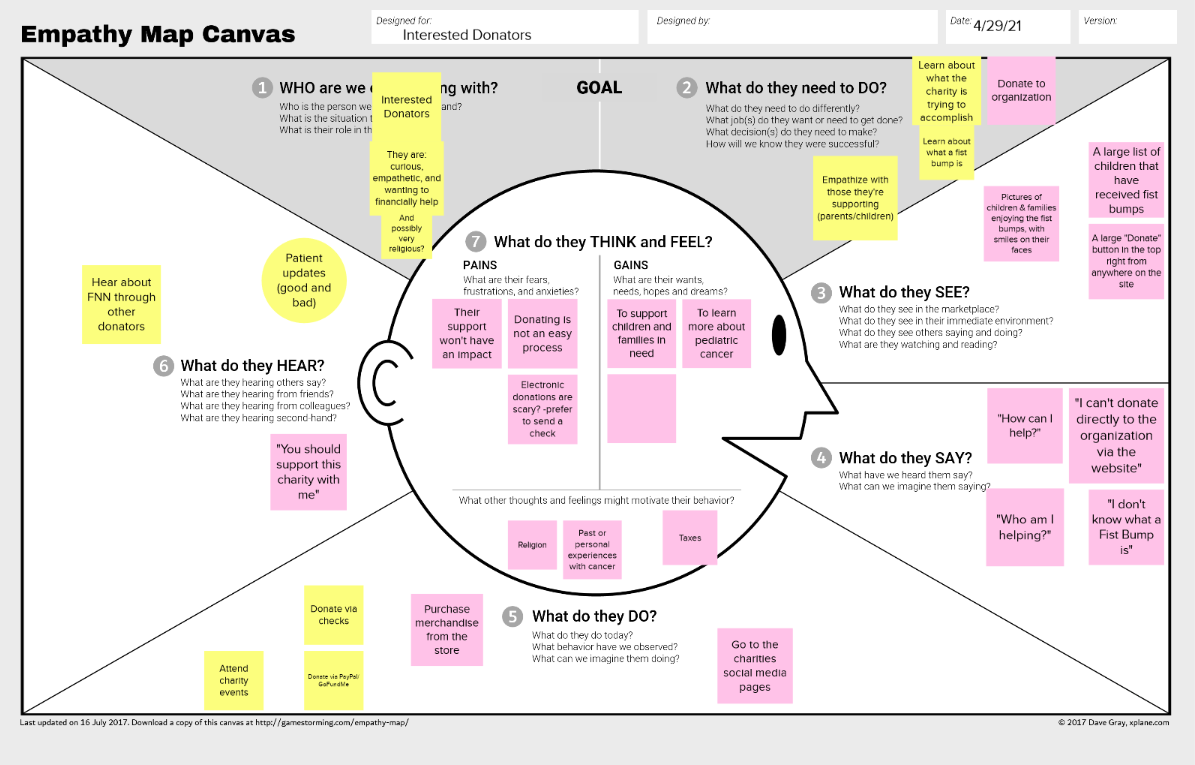 Empathy Map Canvas
Designed for:
Interested Donators
Designed by:
Date:
4/29/21
Version:
1
WHO are we e
ng with?
Who is the person we
and?
What is the situation t
What is their role in th
Interested
Donators
They are:
curious,
empathetic, and
wanting to
financially help
And
possibly
very
religious?
GOAL
2
What do they need to DO?
What do they need to do differently?
What job(s) do they want or need to get done?
What decision(s) do they need to make?
How will we know they were successful?
Learn about
what the
charity is
trying to
accomplish
Donate to
organization
Learn about
what a fist
bump is
Empathize with
those they're
supporting
(parents/children)
Pictures of
children & families
enjoying the fist
bumps, with
smiles on their
faces
A large list of
children that
have
received fist
bumps
A large "Donate"
button in the top
right from
anywhere on the
site
3
What do they SEE?
What do they see in the marketplace?
What do they see in their immediate environment?
What do they see others saying and doing?
What are they watching and reading?
4
What do they SAY?
What have we heard them say?
What can we imagine them saying?
"How can I
help?"
"I can't donate
directly to the
organization
via the
website"
"Who am I
helping?"
"I don't
know what a
Fist Bump
is"
5
What do they DO?
What do they do today?
What behavior have we observed?
What can we imagine them doing?
Donate via
checks
Attend
charity
events
Donate via PayPal/
GoFundMe
Purchase
merchandise
from the
store
Go to the
charities
social media
pages
6
What do they HEAR?
What are they hearing others say?
What are they hearing from friends?
What are they hearing from colleagues?
What are they hearing second-hand?
Hear about
FNN through
other
donators
Patient
updates
(good and
bad)
"You should
support this
charity with
me"
7
What do they THINK and FEEL?
PAINS
What are their fears,
frustrations, and anxieties?
Their
support
won't have
an impact
Donating is
not an easy
process
Electronic
donations are
scary? -prefer
to send a
check
GAINS
What are their wants,
needs, hopes and dreams?
To support
children and
families in
need
To learn
more about
pediatric
cancer
What other thoughts and feelings might motivate their behavior?
Religion
Past or
personal
experiences
with cancer
Taxes
Last updated on 16 July 2017. Download a copy of this canvas at http://gamestorming.com/empathy-map/
© 2017 Dave Gray, xplane.com